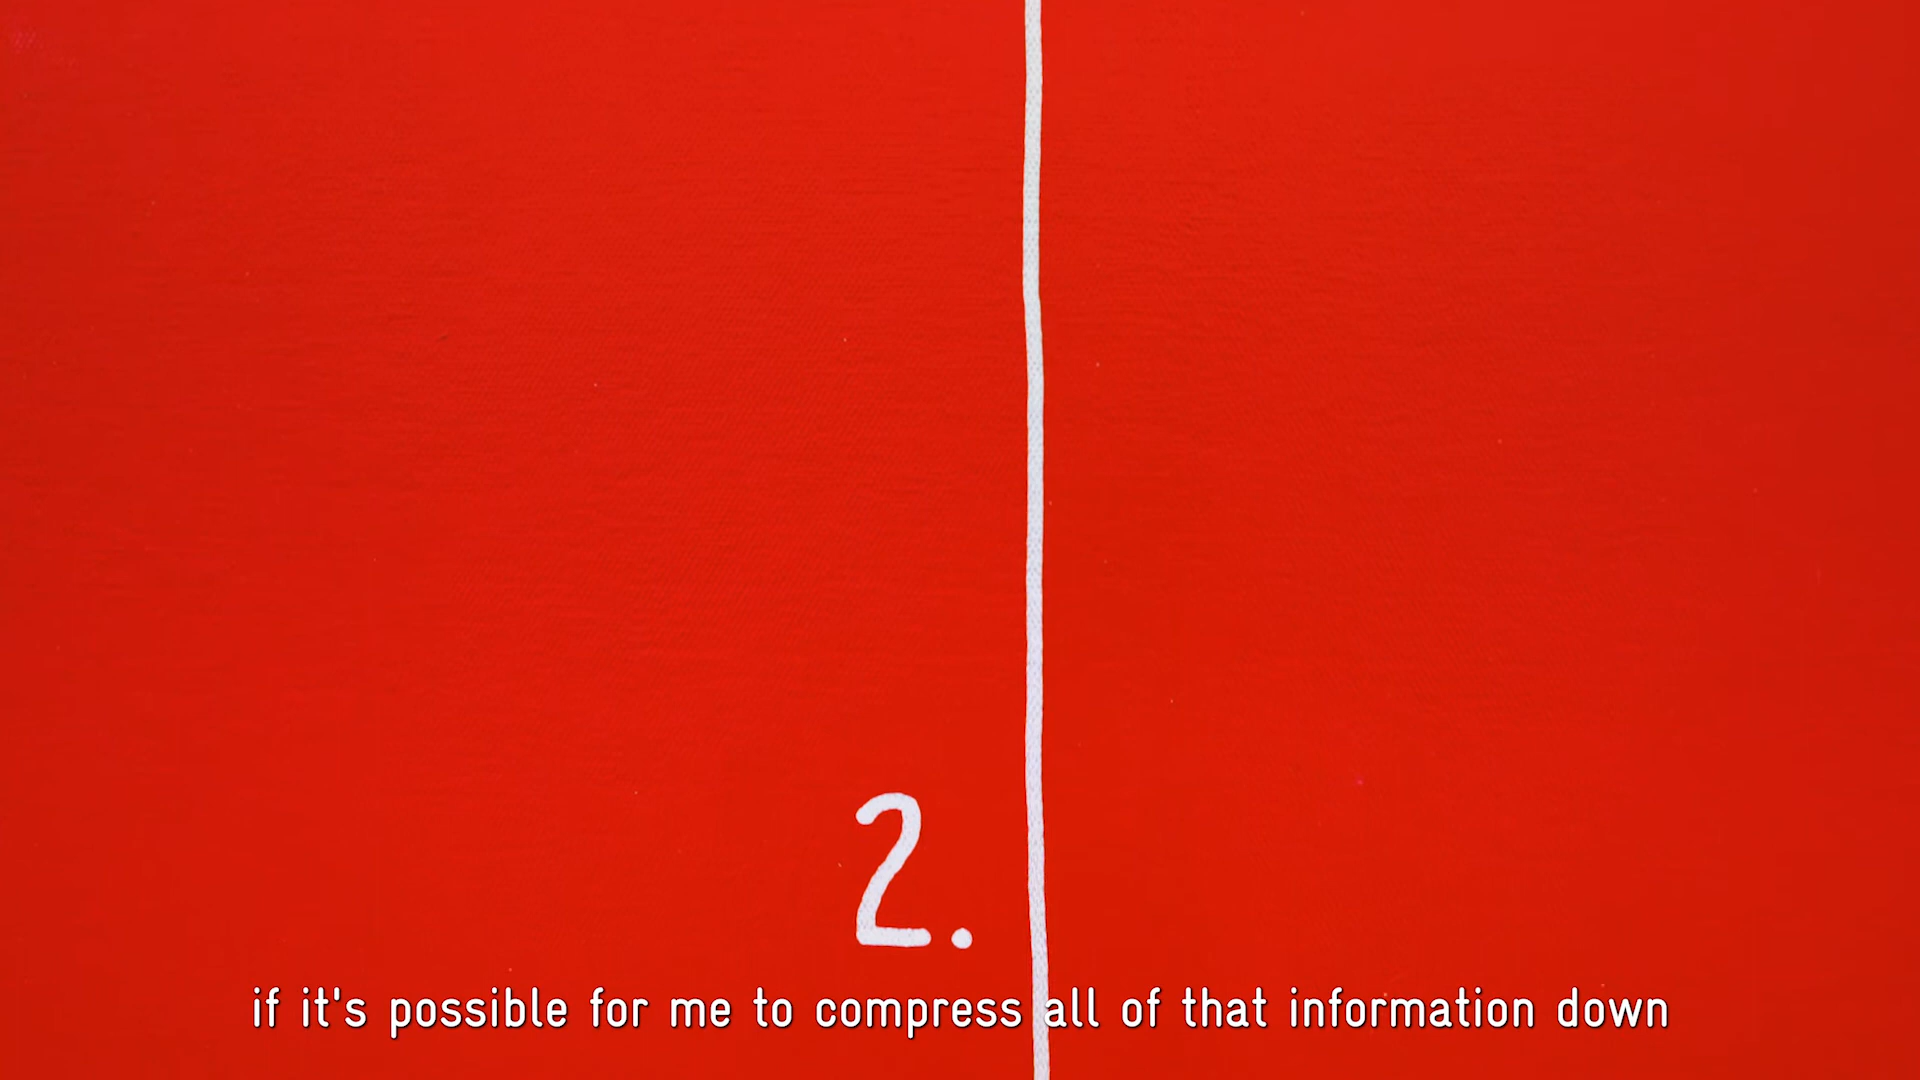 2.
if it's possible for me to compress all of that information down